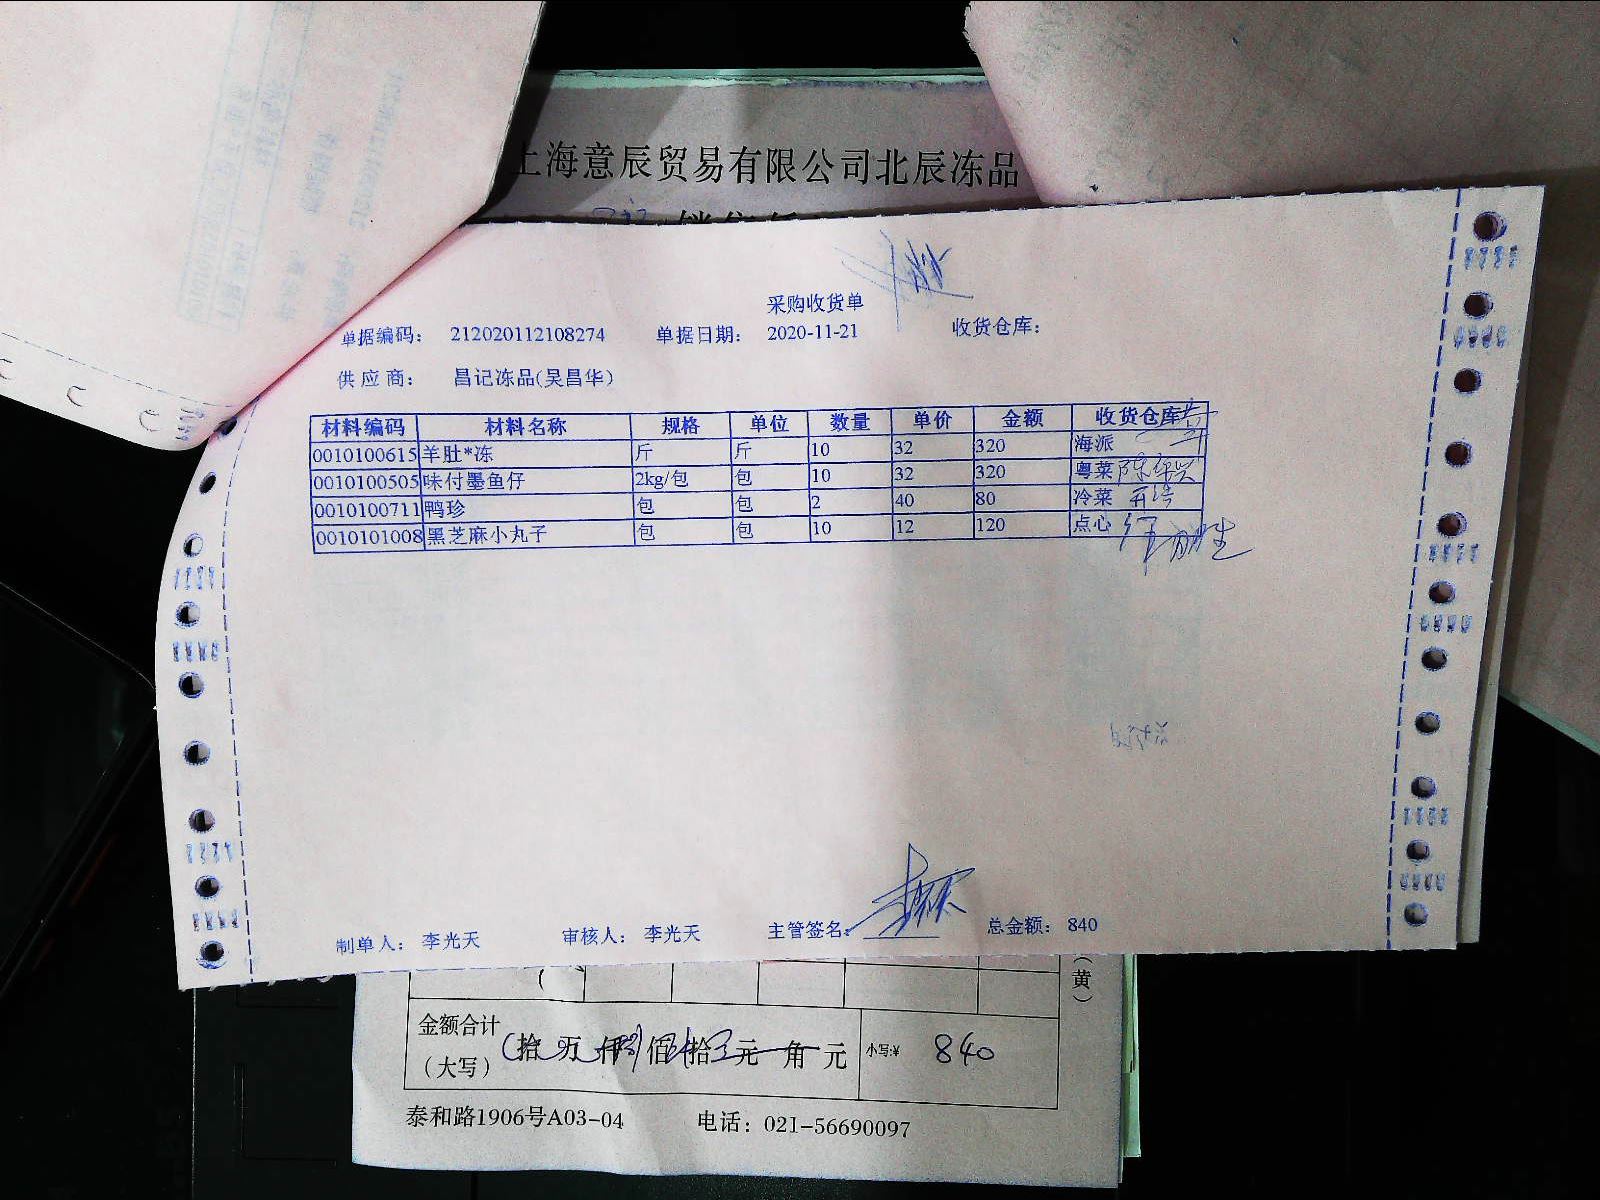 上海意辰贸易有限公司北辰冻品
采购收货单
单据编码： 212020112108274 单据日期： 2020-11-21 收货仓库：
供应商： 昌记冻品(吴昌华)
材料编码 材料名称 规格 单位 数量 单价 金额 收货仓库
0010100615 羊肚*冻 斤 斤 10 32 320 海派
0010100505 味付墨鱼仔 2kg/包 包 10 32 320 粤菜
0010100711 鸭珍 包 包 2 40 80 冷菜
0010101008 黑芝麻小丸子 包 包 10 12 120 点心
制单人： 李光天 审核人： 李光天 主管签名： 总金额： 840
（黄）
金额合计
（大写） 拾 万 仟 佰 拾 元 角 元 小写:¥ 840
泰和路1906号A03-04 电话：021-56690097